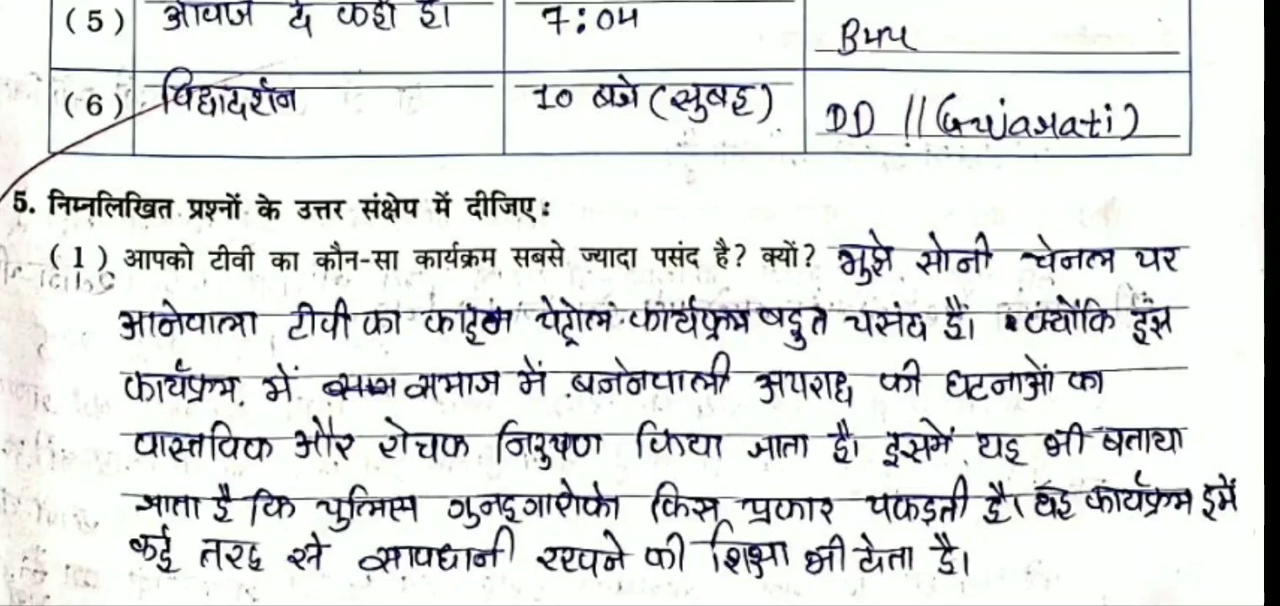 (5) आवाज दे कहाँ है। 7:04
(6) विद्यादर्शन 10 बजे (सुबह) DD 11 (Gujarati)
5. निम्नलिखित प्रश्नों के उत्तर संक्षेप में दीजिए :
(1) आपको टीवी का कौन-सा कार्यक्रम सबसे ज्यादा पसंद है? क्यों? मुझे सोनी चेनल पर
आनेवाला टीवी का क्राइम पेट्रोल कार्यक्रम बहुत पसंद हैं। क्योंकि इस
कार्यक्रम में समाज में बननेवाली अपराध की घटनाओं का
वास्तविक और रोचक निरुपण किया जाता है। इसमें यह भी बताया
जाता है कि पुलिस गुनहगारोको किस प्रकार पकड़ती है। यह कार्यक्रम हमें
कई तरह से सावधानी रखने की शिक्षा भी देता है।